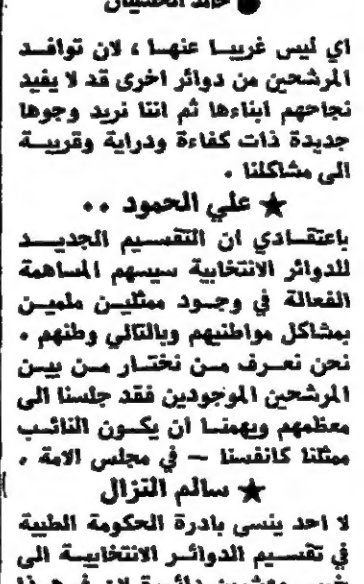 ● خالد
اي ليس غريبا عنها ، لان توافد
المرشحين من دوائر اخرى قد لا يفيد
نجاحهم ابناءها ثم اننا نريد وجوها
جديدة ذات كفاءة ودراية وقريبة
الى مشاكلنا .
★ علي الحمود ..
باعتقادي ان التقسيم الجديد
للدوائر الانتخابية سيسهم المساهمة
الفعالة في وجود ممثلين ملمين
بمشاكل مواطنيهم وبالتالي وطنهم .
نحن نعرف من نختار من بين
المرشحين الموجودين فقد جلسنا الى
معظمهم ويهمنا ان يكون النائب
ممثلنا كانفسنا — في مجلس الامة .
★ سالم النزال
لا احد ينسى بادرة الحكومة الطيبة
في تقسيم الدوائر الانتخابية الى